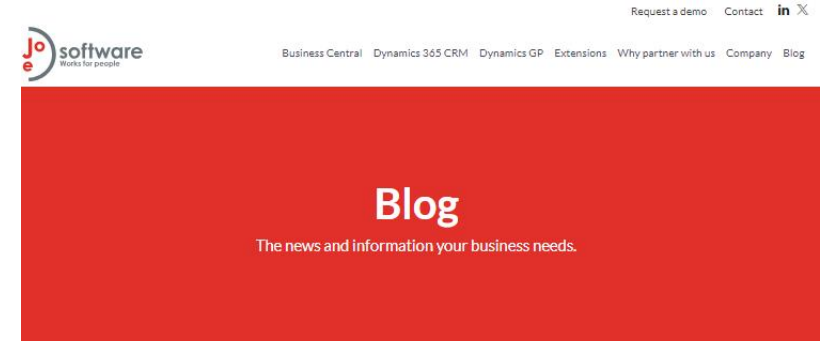 Request a demo Contact in X
Jo
e
software
Works for people
Business Central Dynamics 365 CRM Dynamics GP Extensions Why partner with us Company Blog
Blog
The news and information your business needs.